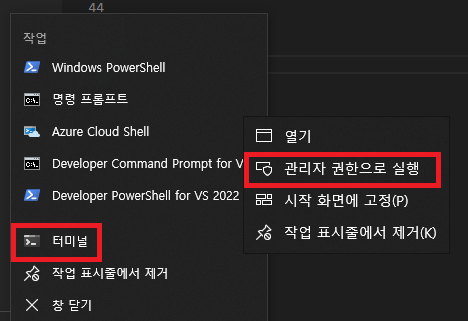 44
작업
Windows PowerShell
명령 프롬프트
Azure Cloud Shell
Developer Command Prompt for V
Developer PowerShell for VS 2022
터미널
작업 표시줄에서 제거
창 닫기
열기
관리자 권한으로 실행
시작 화면에 고정(P)
작업 표시줄에서 제거(K)